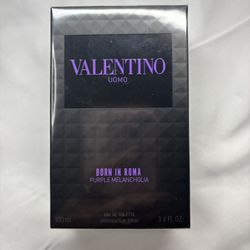 VALENTINO
UOMO
BORN IN ROMA
PURPLE MELANCHOLIA
EAU DE TOILETTE
100 ml
3.4 FL. OZ.